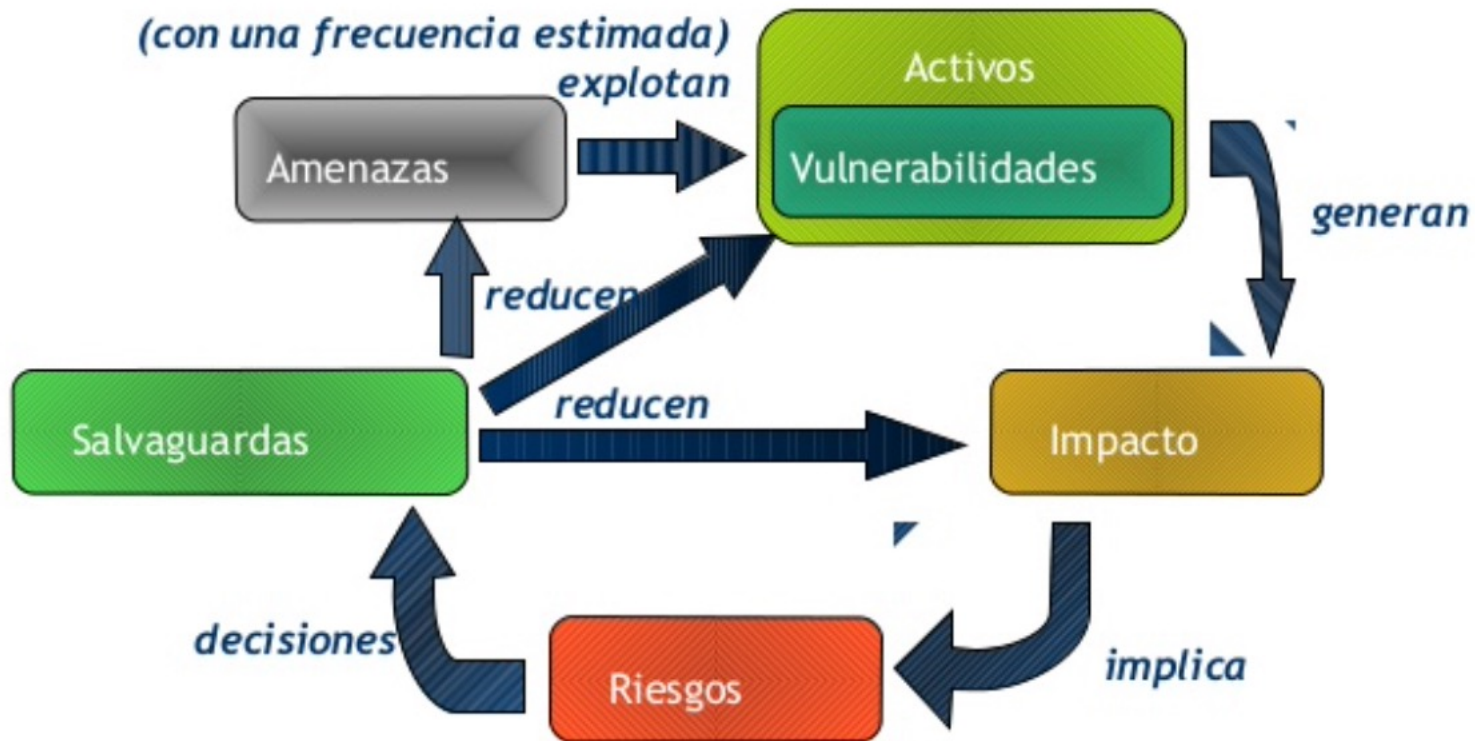 (con una frecuencia estimada)
explotan
Activos
Amenazas
Vulnerabilidades
generan
reducen
reducen
Salvaguardas
Impacto
decisiones
Riesgos
implica